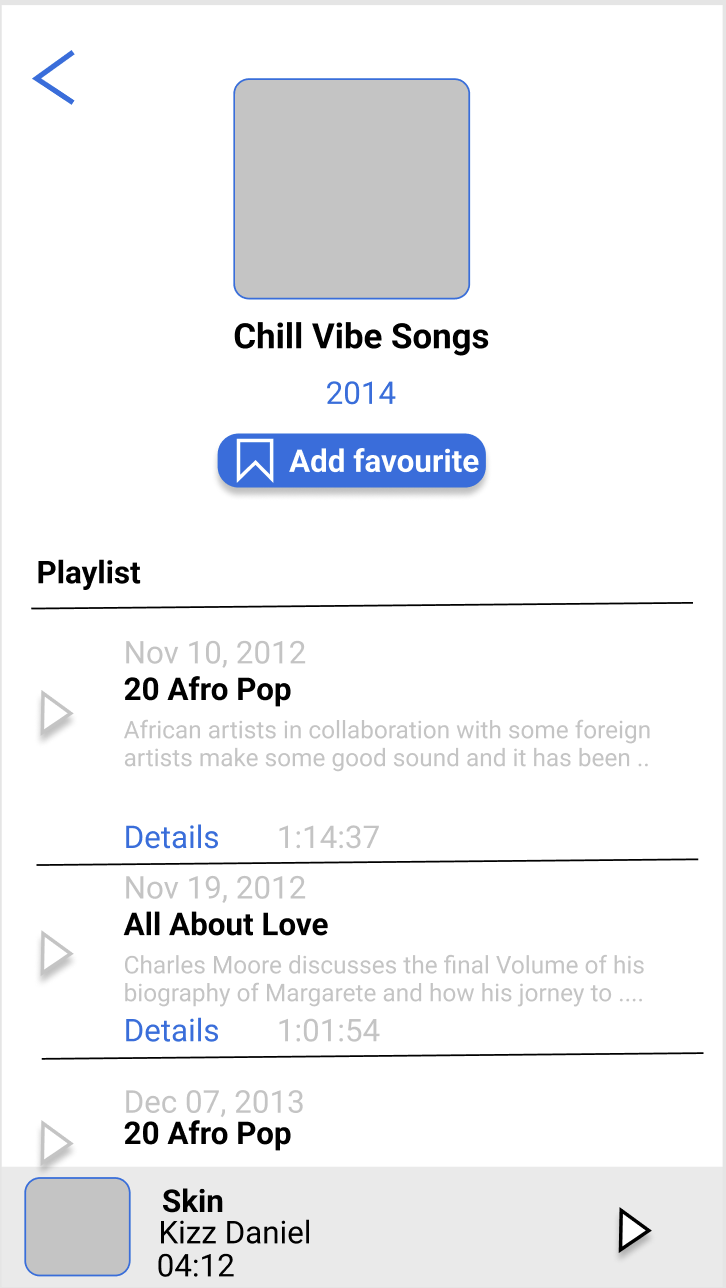 Chill Vibe Songs
2014
Add favourite
Playlist
Nov 10, 2012
20 Afro Pop
African artists in collaboration with some foreign
artists make some good sound and it has been ..
Details 1:14:37
Nov 19, 2012
All About Love
Charles Moore discusses the final Volume of his
biography of Margarete and how his jorney to ....
Details 1:01:54
Dec 07, 2013
20 Afro Pop
Skin
Kizz Daniel
04:12